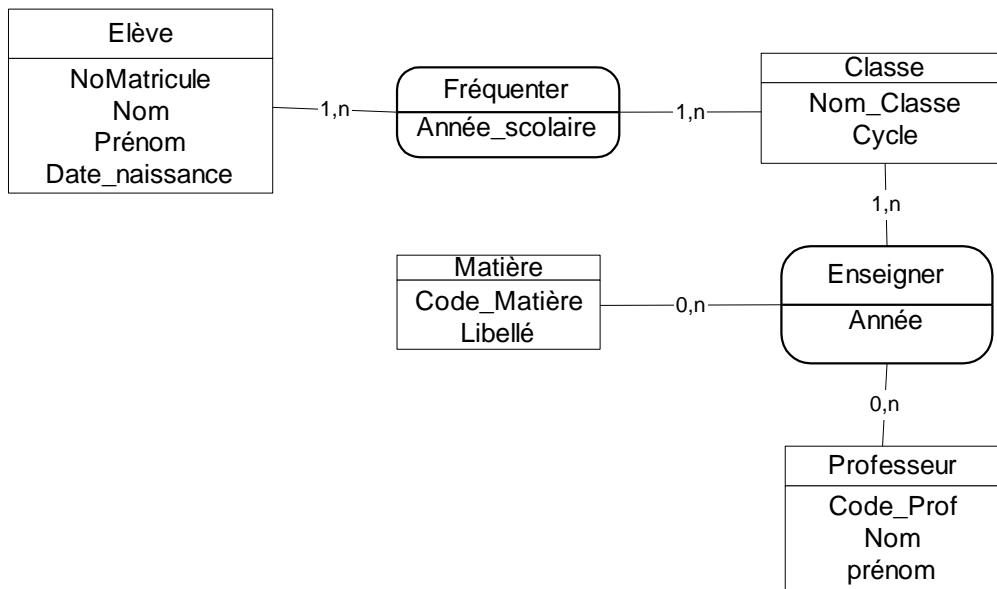 Elève
NoMatricule
Nom
Prénom
Date_naissance
1,n
Fréquenter
Année_scolaire
1,n
Classe
Nom_Classe
Cycle
1,n
Matière
Code_Matière
Libellé
0,n
Enseigner
Année
0,n
Professeur
Code_Prof
Nom
prénom